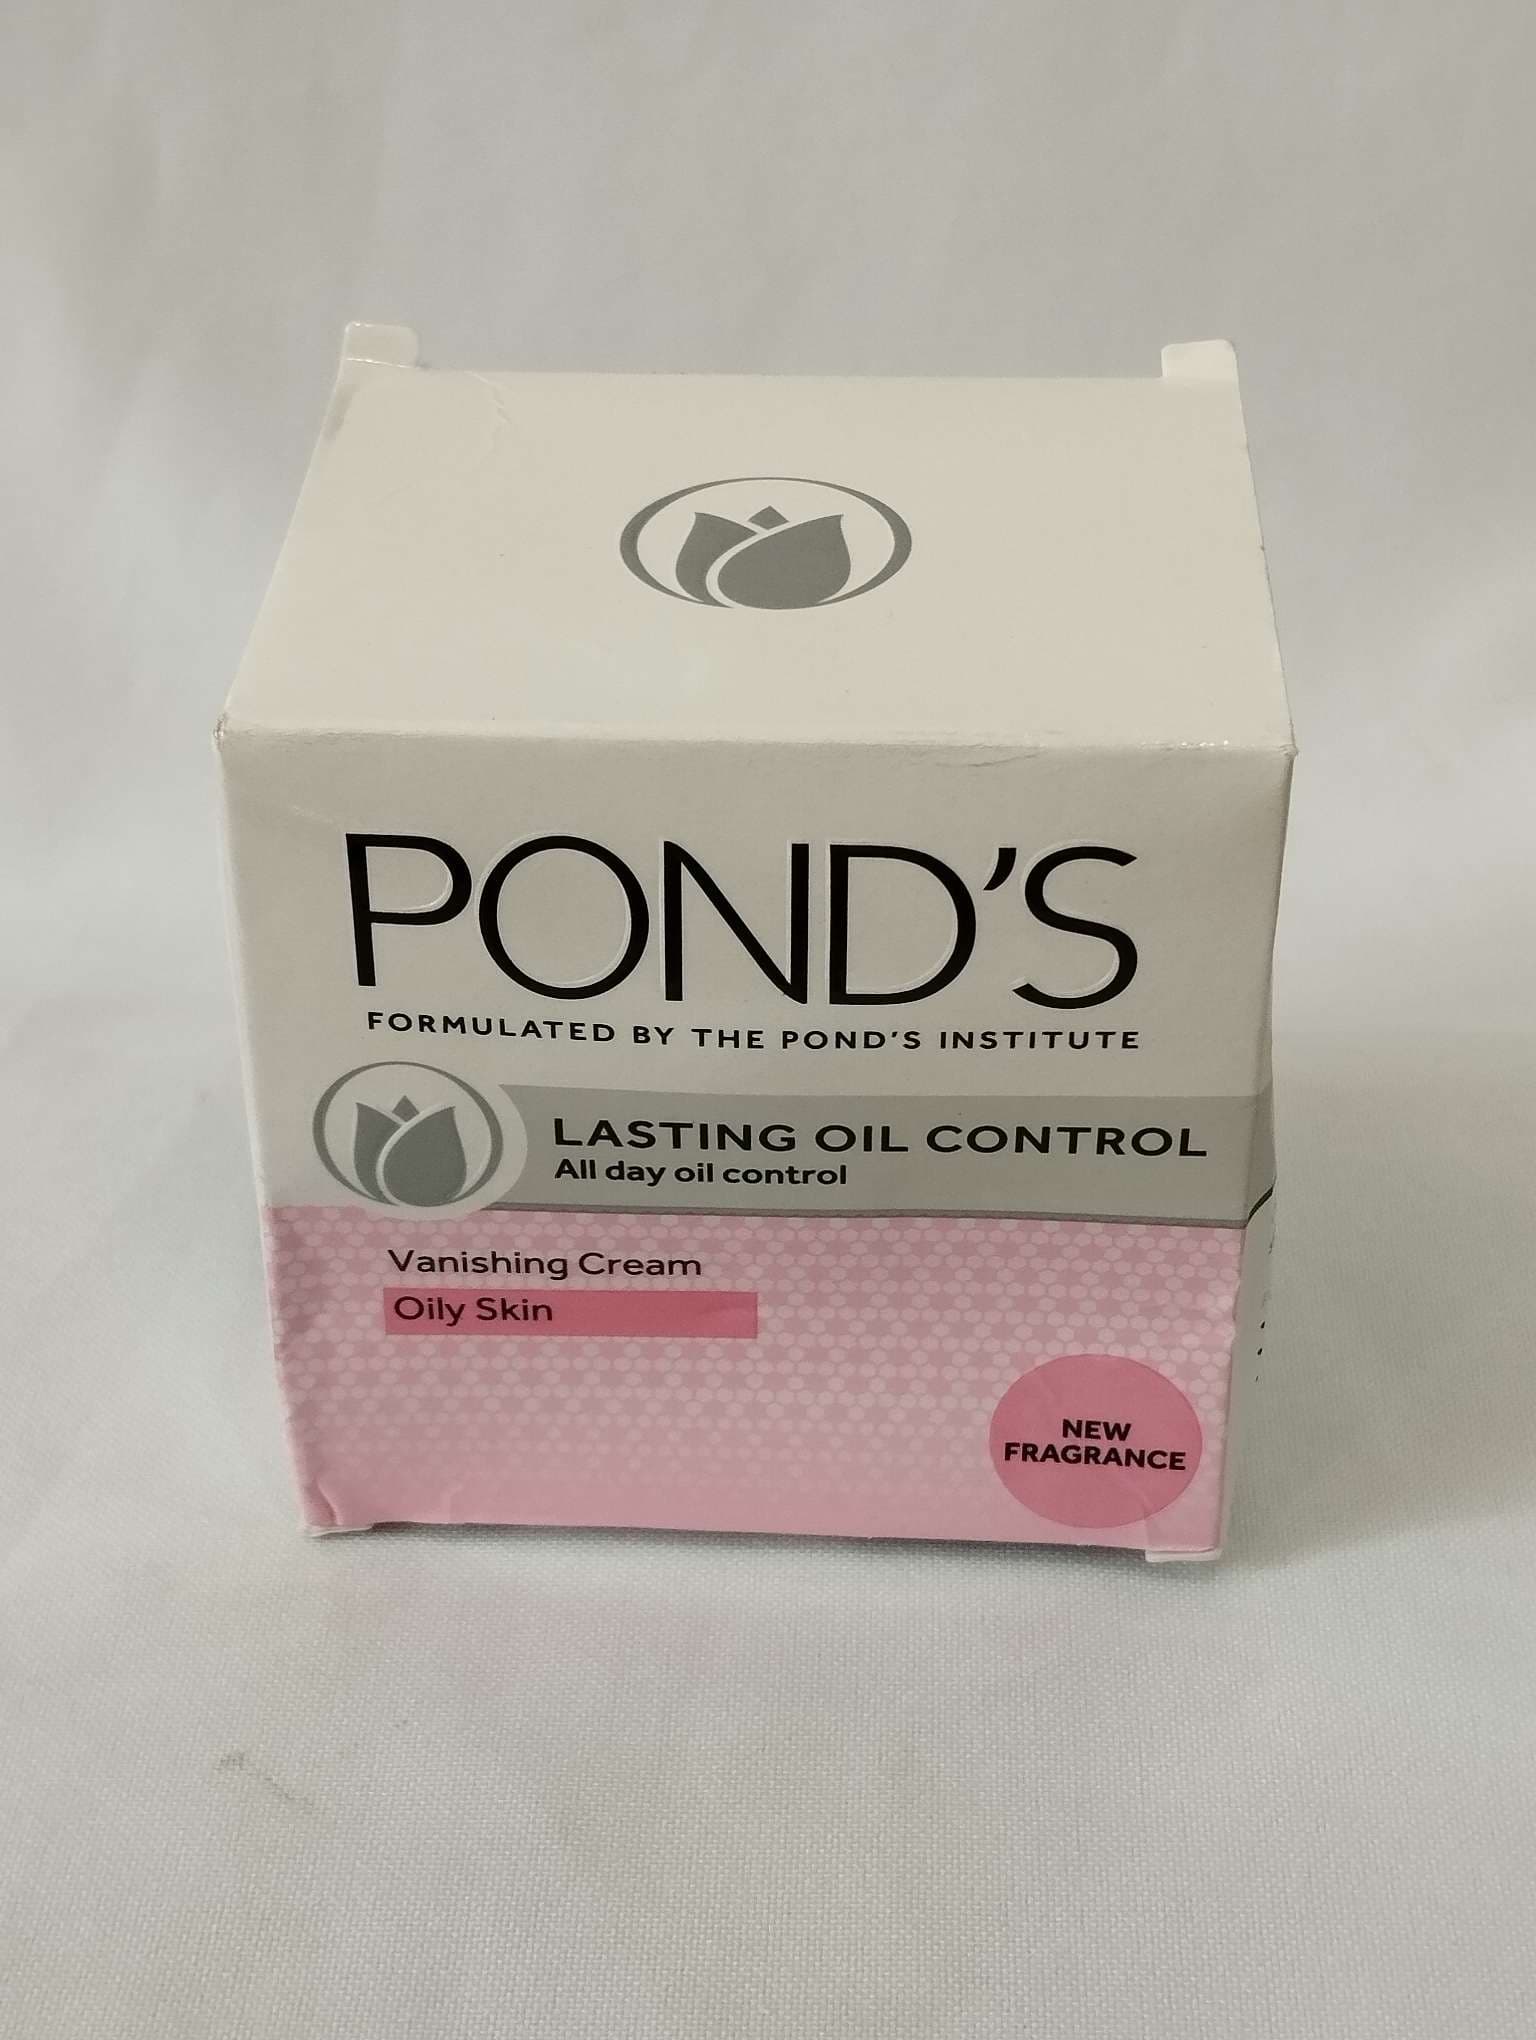 POND'S
FORMULATED BY THE POND'S INSTITUTE
LASTING OIL CONTROL
All day oil control
Vanishing Cream
Oily Skin
NEW
FRAGRANCE